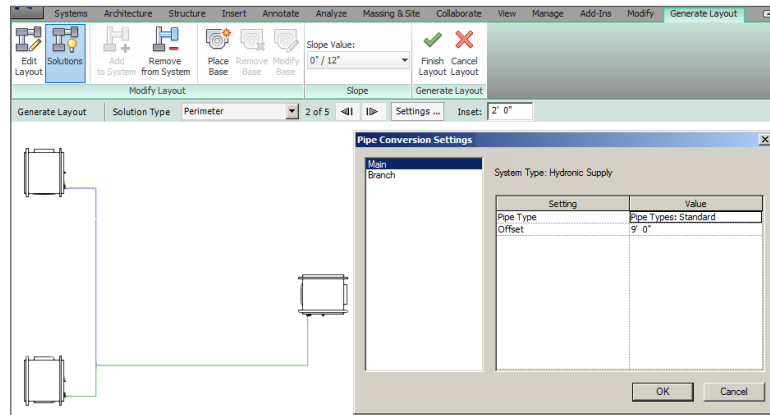 Systems Architecture Structure Insert Annotate Analyze Massing & Site Collaborate View Manage Add-Ins Modify Generate Layout
Edit Layout
Solutions
Add to System
Remove from System
Place Base
Remove Base
Modify Base
Slope Value:
0" / 12"
Finish Layout
Cancel Layout
Modify Layout Slope Generate Layout
Generate Layout Solution Type Perimeter 2 of 5 Settings ... Inset: 2' 0"
Pipe Conversion Settings
Main
Branch
System Type: Hydronic Supply
Setting Value
Pipe Type Pipe Types: Standard
Offset 9' 0"
OK Cancel